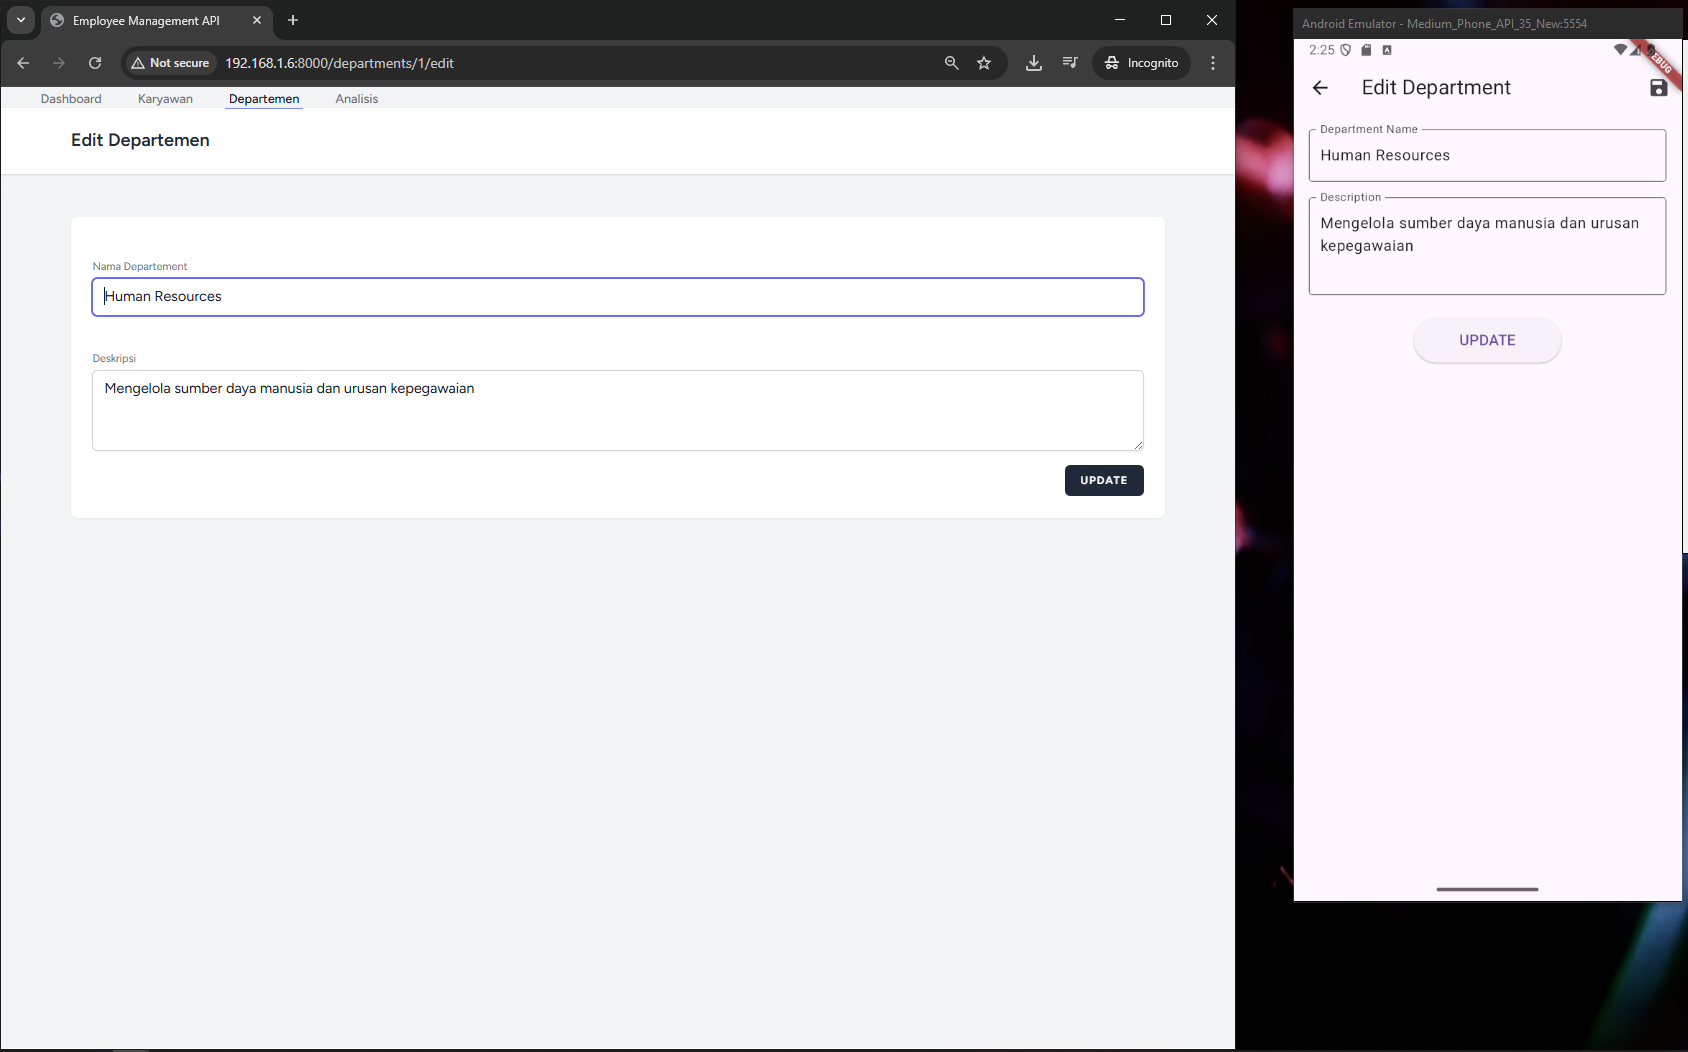 Employee Management API
Not secure
192.168.1.6:8000/departments/1/edit
Incognito
Dashboard
Karyawan
Departemen
Analisis
Edit Departemen
Nama Departement
Human Resources
Deskripsi
Mengelola sumber daya manusia dan urusan kepegawaian
UPDATE
Android Emulator - Medium_Phone_API_35_New:5554
2:25
DEBUG
Edit Department
Department Name
Human Resources
Description
Mengelola sumber daya manusia dan urusan
kepegawaian
UPDATE